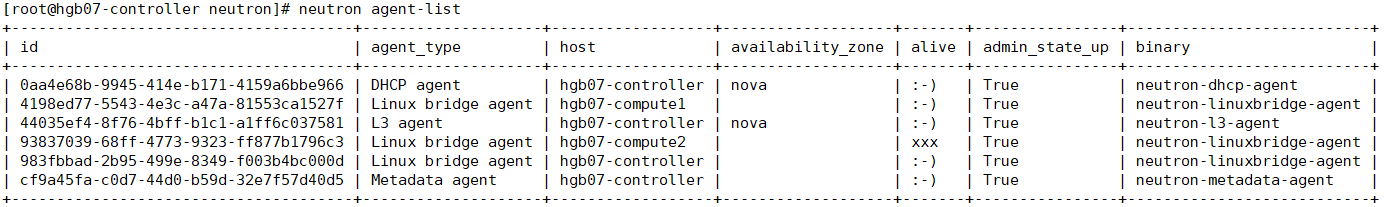 [root@hgb07-controller neutron]# neutron agent-list
+--------------------------------------+--------------------+------------------+-------------------+-------+----------------+---------------------------+
| id                                   | agent_type         | host             | availability_zone | alive | admin_state_up | binary                    |
+--------------------------------------+--------------------+------------------+-------------------+-------+----------------+---------------------------+
| 0aa4e68b-9945-414e-b171-4159a6bbe966 | DHCP agent         | hgb07-controller | nova              | :-)   | True           | neutron-dhcp-agent        |
| 4198ed77-5543-4e3c-a47a-81553ca1527f | Linux bridge agent | hgb07-compute1   |                   | :-)   | True           | neutron-linuxbridge-agent |
| 44035ef4-8f76-4bff-b1c1-a1ff6c037581 | L3 agent           | hgb07-controller | nova              | :-)   | True           | neutron-l3-agent          |
| 93837039-68ff-4773-9323-ff877b1796c3 | Linux bridge agent | hgb07-compute2   |                   | xxx   | True           | neutron-linuxbridge-agent |
| 983fbbad-2b95-499e-8349-f003b4bc000d | Linux bridge agent | hgb07-controller |                   | :-)   | True           | neutron-linuxbridge-agent |
| cf9a45fa-c0d7-44d0-b59d-32e7f57d40d5 | Metadata agent     | hgb07-controller |                   | :-)   | True           | neutron-metadata-agent    |
+--------------------------------------+--------------------+------------------+-------------------+-------+----------------+---------------------------+